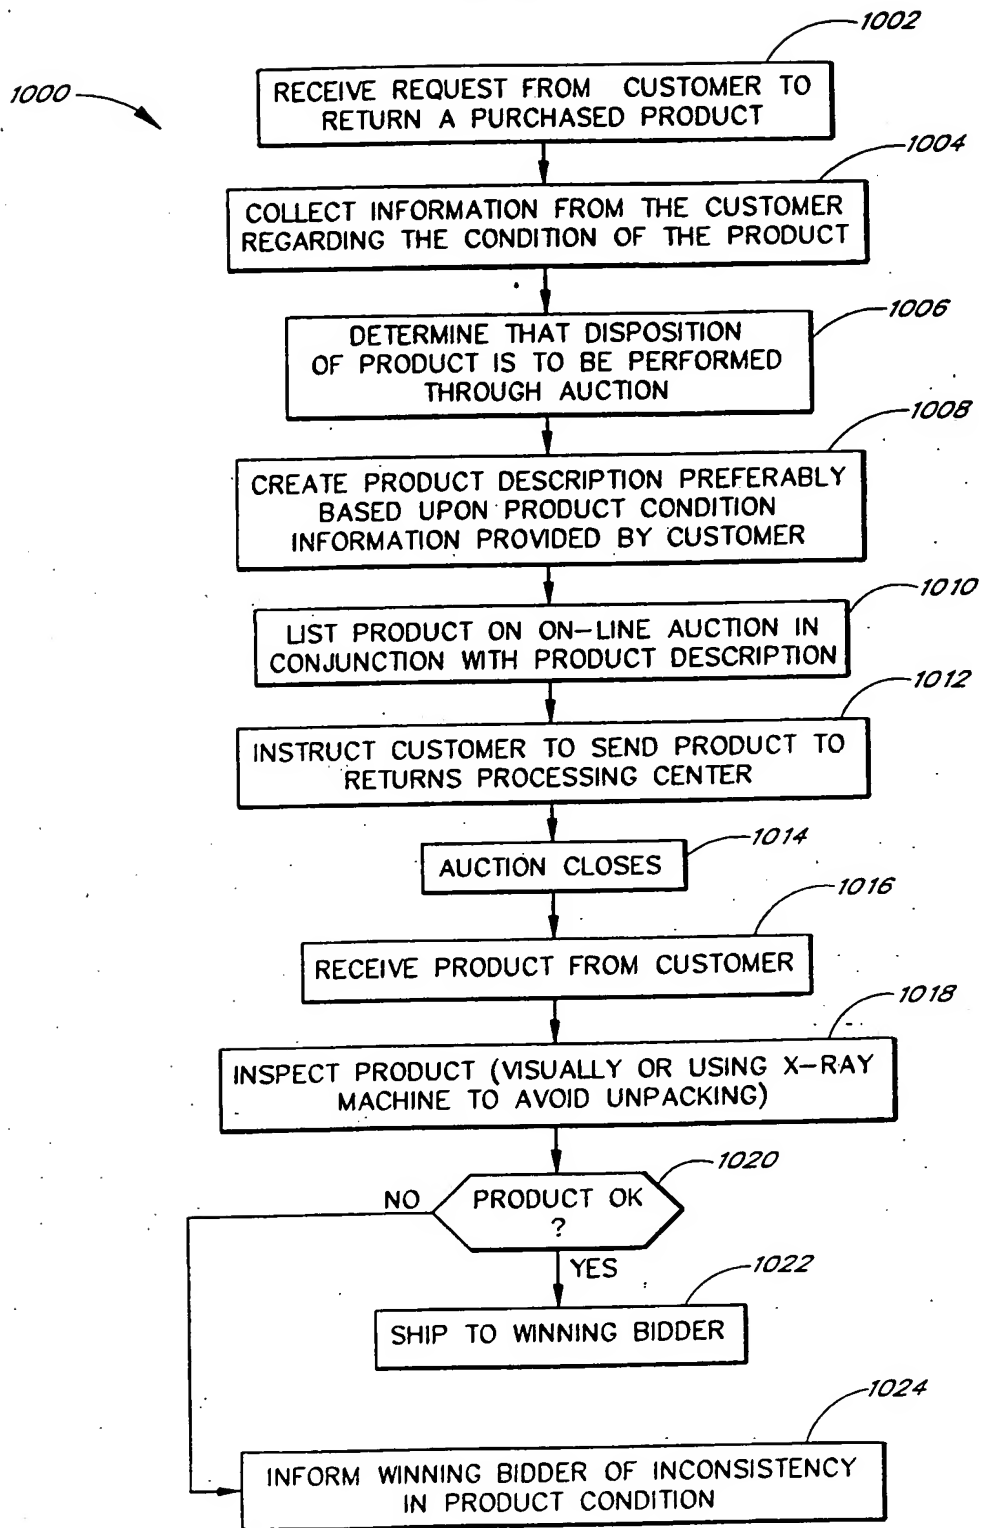 1002
1000
RECEIVE REQUEST FROM CUSTOMER TO
RETURN A PURCHASED PRODUCT
1004
COLLECT INFORMATION FROM THE CUSTOMER
REGARDING THE CONDITION OF THE PRODUCT
1006
DETERMINE THAT DISPOSITION
OF PRODUCT IS TO BE PERFORMED
THROUGH AUCTION
1008
CREATE PRODUCT DESCRIPTION PREFERABLY
BASED UPON PRODUCT CONDITION
INFORMATION PROVIDED BY CUSTOMER
1010
LIST PRODUCT ON ON-LINE AUCTION IN
CONJUNCTION WITH PRODUCT DESCRIPTION
1012
INSTRUCT CUSTOMER TO SEND PRODUCT TO
RETURNS PROCESSING CENTER
1014
AUCTION CLOSES
1016
RECEIVE PRODUCT FROM CUSTOMER
1018
INSPECT PRODUCT (VISUALLY OR USING X-RAY
MACHINE TO AVOID UNPACKING)
1020
NO
PRODUCT OK
?
YES
1022
SHIP TO WINNING BIDDER
1024
INFORM WINNING BIDDER OF INCONSISTENCY
IN PRODUCT CONDITION